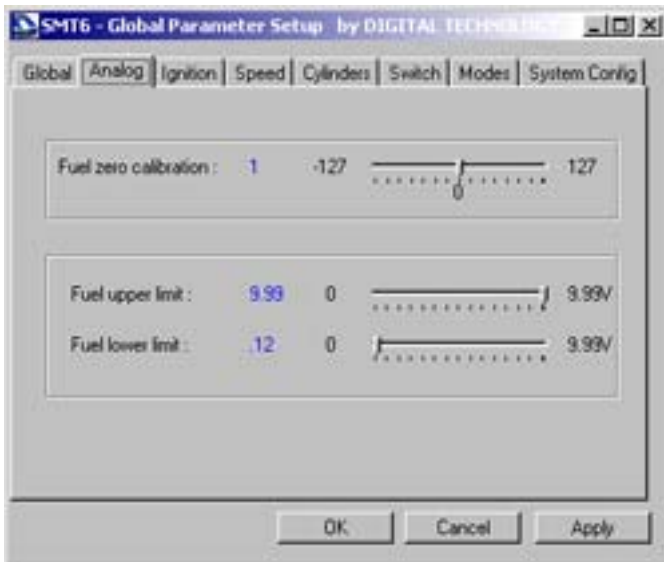 SMT6 - Global Parameter Setup by DIGITAL TECHNOLOGY
Global Analog Ignition Speed Cylinders Switch Modes System Config
Fuel zero calibration : 1 -127 127
0
Fuel upper limit : 9.99 0 9.99V
Fuel lower limit : .12 0 9.99V
OK Cancel Apply